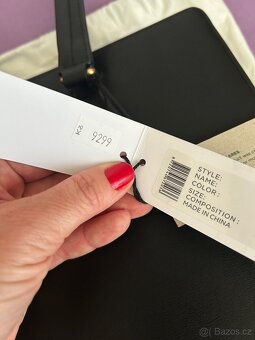 Kč
9299
STYLE:
NAME:
COLOR:
SIZE:
COMPOSITION:
MADE IN CHINA
Bazos.cz